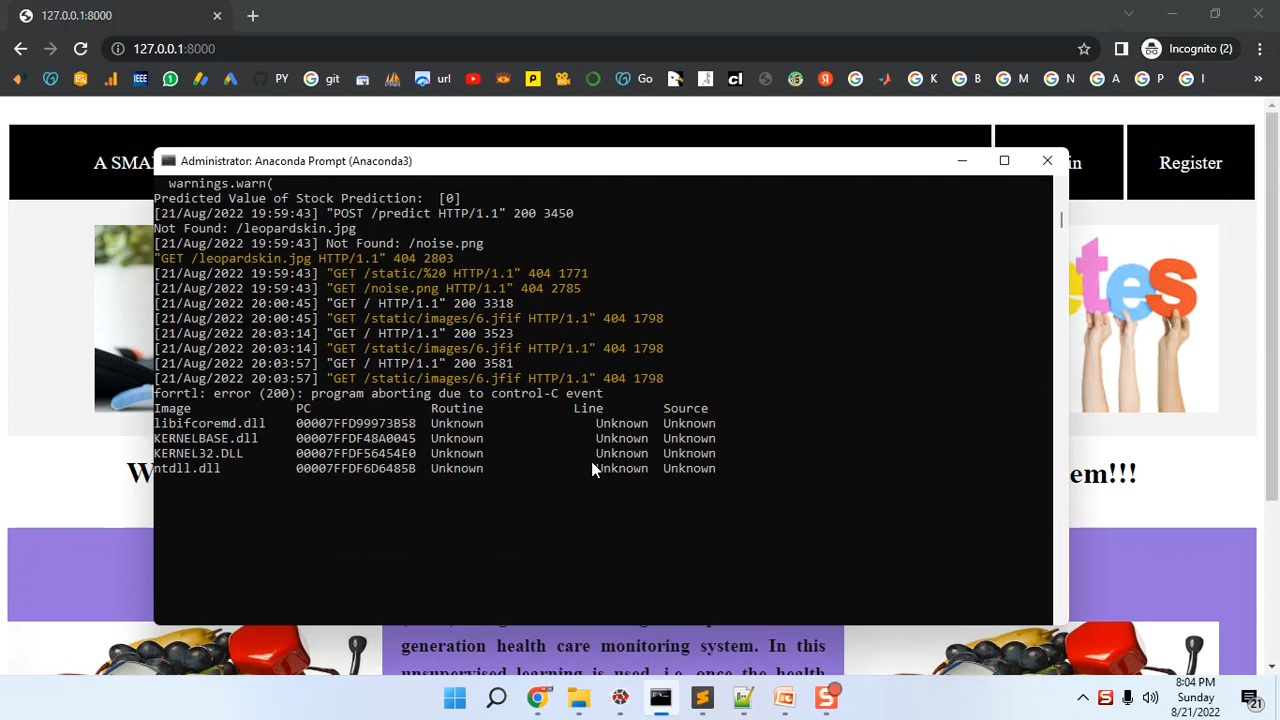 127.0.0.1:8000
127.0.0.1:8000
Incognito (2)
IEEE
PY
git
url
P
Go
cl
Я
K
B
M
N
A
P
I
»
A SMA
in
Register
Administrator: Anaconda Prompt (Anaconda3)
warnings.warn(
Predicted Value of Stock Prediction:  [0]
[21/Aug/2022 19:59:43] "POST /predict HTTP/1.1" 200 3450
Not Found: /leopardskin.jpg
[21/Aug/2022 19:59:43] Not Found: /noise.png
"GET /leopardskin.jpg HTTP/1.1" 404 2803
[21/Aug/2022 19:59:43] "GET /static/%20 HTTP/1.1" 404 1771
[21/Aug/2022 19:59:43] "GET /noise.png HTTP/1.1" 404 2785
[21/Aug/2022 20:00:45] "GET / HTTP/1.1" 200 3318
[21/Aug/2022 20:00:45] "GET /static/images/6.jfif HTTP/1.1" 404 1798
[21/Aug/2022 20:03:14] "GET / HTTP/1.1" 200 3523
[21/Aug/2022 20:03:14] "GET /static/images/6.jfif HTTP/1.1" 404 1798
[21/Aug/2022 20:03:57] "GET / HTTP/1.1" 200 3581
[21/Aug/2022 20:03:57] "GET /static/images/6.jfif HTTP/1.1" 404 1798
forrtl: error (200): program aborting due to control-C event
Image PC Routine Line Source
libifcoremd.dll 00007FFD99973B58 Unknown Unknown Unknown
KERNELBASE.dll 00007FFDF48A0045 Unknown Unknown Unknown
KERNEL32.DLL 00007FFDF56454E0 Unknown Unknown Unknown
ntdll.dll 00007FFDF6D6485B Unknown Unknown Unknown
tes
W
em!!!
generation health care monitoring system. In this
unsupervised learning is used, i.e. once the health
8:04 PM
Sunday
8/21/2022
21